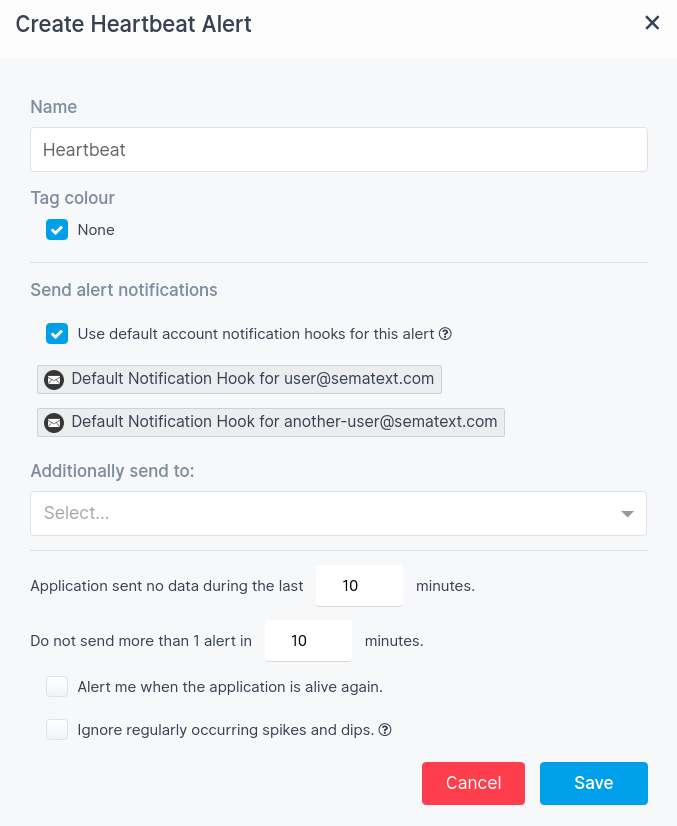 Create Heartbeat Alert
Name
Heartbeat
Tag colour
None
Send alert notifications
Use default account notification hooks for this alert ?
Default Notification Hook for user@sematext.com
Default Notification Hook for another-user@sematext.com
Additionally send to:
Select...
Application sent no data during the last 10 minutes.
Do not send more than 1 alert in 10 minutes.
Alert me when the application is alive again.
Ignore regularly occurring spikes and dips. ?
Cancel Save